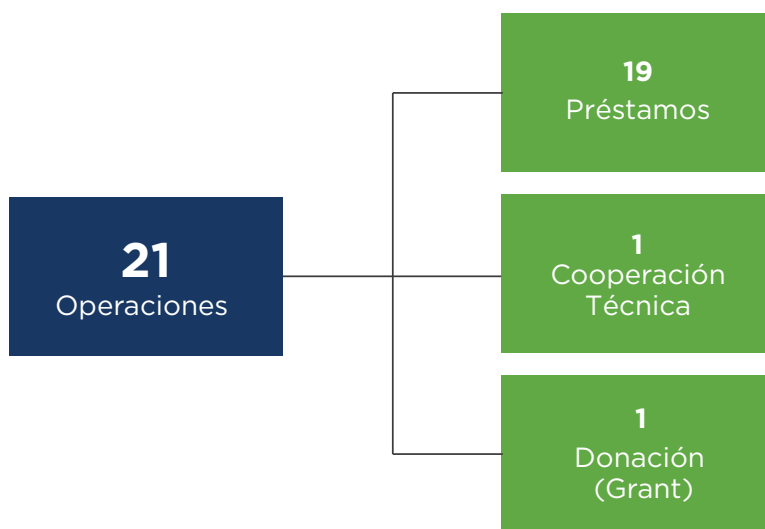 21
Operaciones
19
Préstamos
1
Cooperación
Técnica
1
Donación
(Grant)